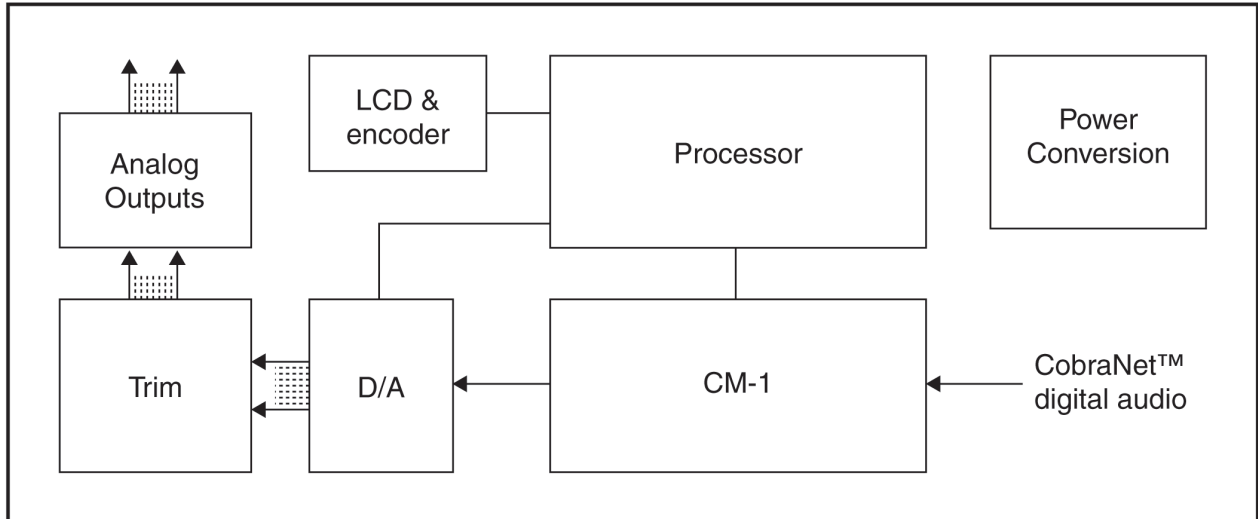 LCD &
encoder
Processor
Power
Conversion
Analog
Outputs
Trim
D/A
CM-1
CobraNet™
digital audio